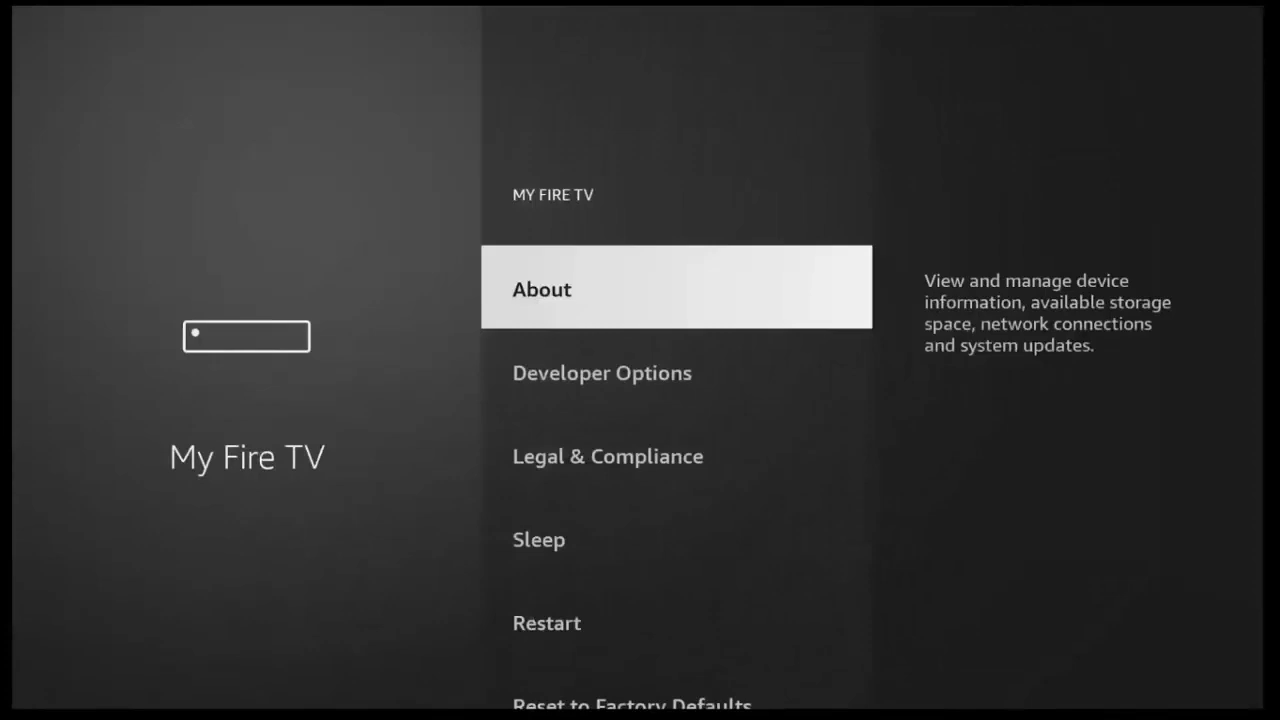 MY FIRE TV
About
View and manage device
information, available storage
space, network connections
and system updates.
Developer Options
My Fire TV
Legal & Compliance
Sleep
Restart
Reset to Factory Defaults